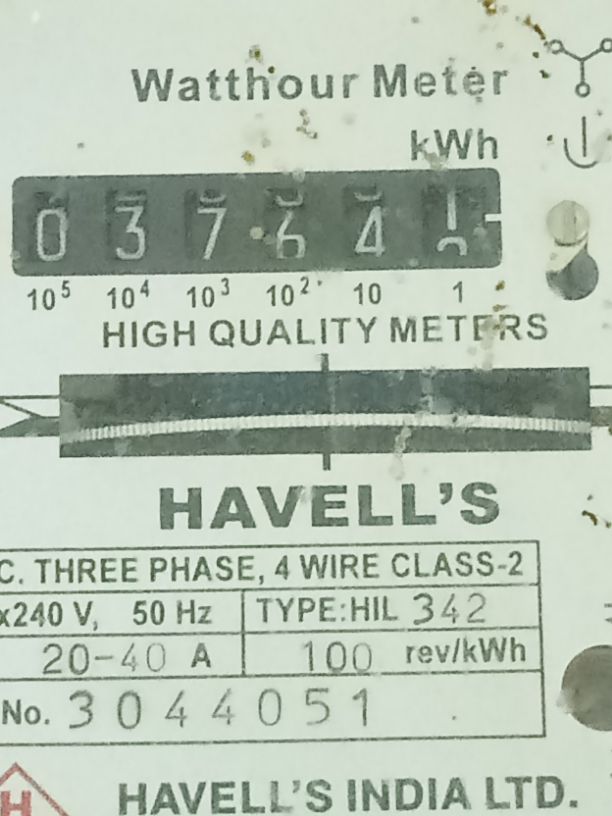 Watthour Meter
kWh
0 3 7 6 4 1
10⁵ 10⁴ 10³ 10² 10 1
HIGH QUALITY METERS
HAVELL'S
C. THREE PHASE, 4 WIRE CLASS-2
x240 V, 50 Hz TYPE:HIL 342
20-40 A 100 rev/kWh
No. 3044051
H HAVELL'S INDIA LTD.